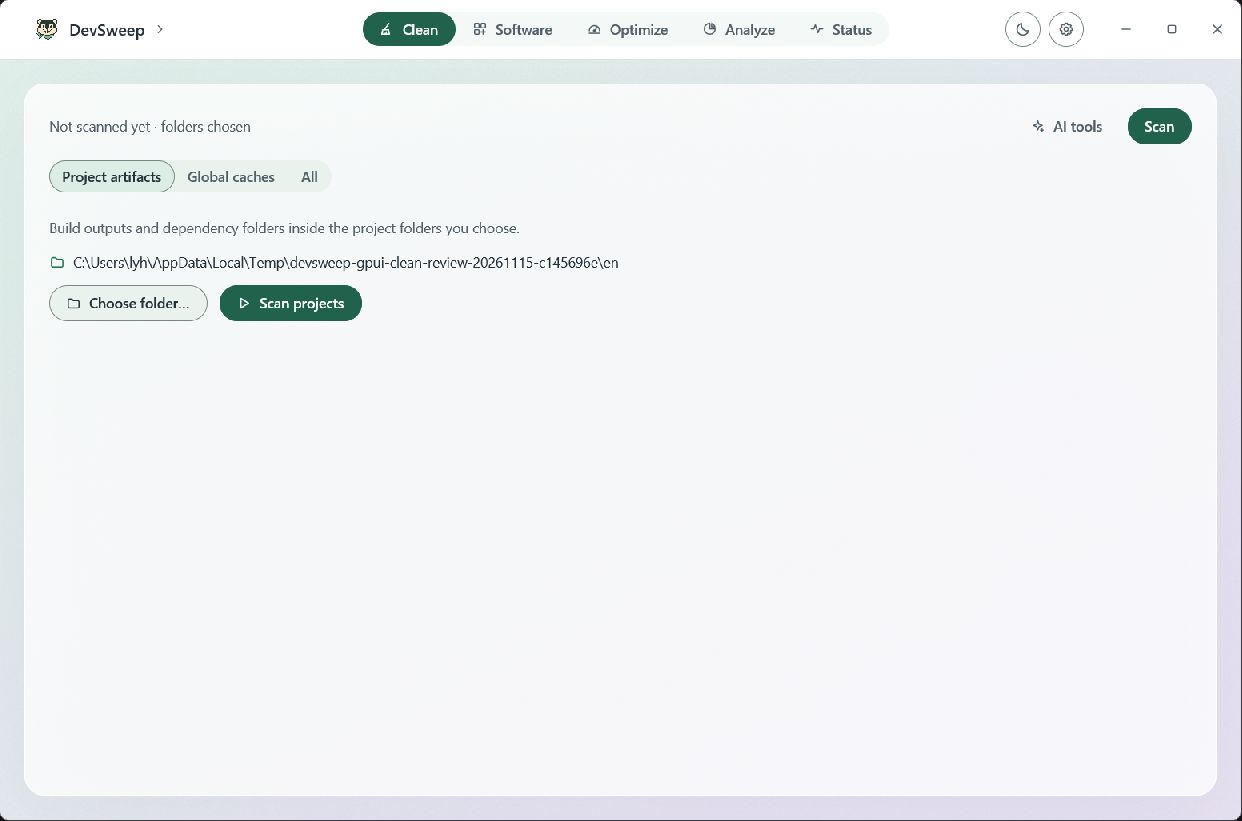 DevSweep
Clean Software Optimize Analyze Status
Not scanned yet · folders chosen
AI tools Scan
Project artifacts Global caches All
Build outputs and dependency folders inside the project folders you choose.
C:\Users\lyh\AppData\Local\Temp\devsweep-gpui-clean-review-20261115-c145696e\en
Choose folder... Scan projects